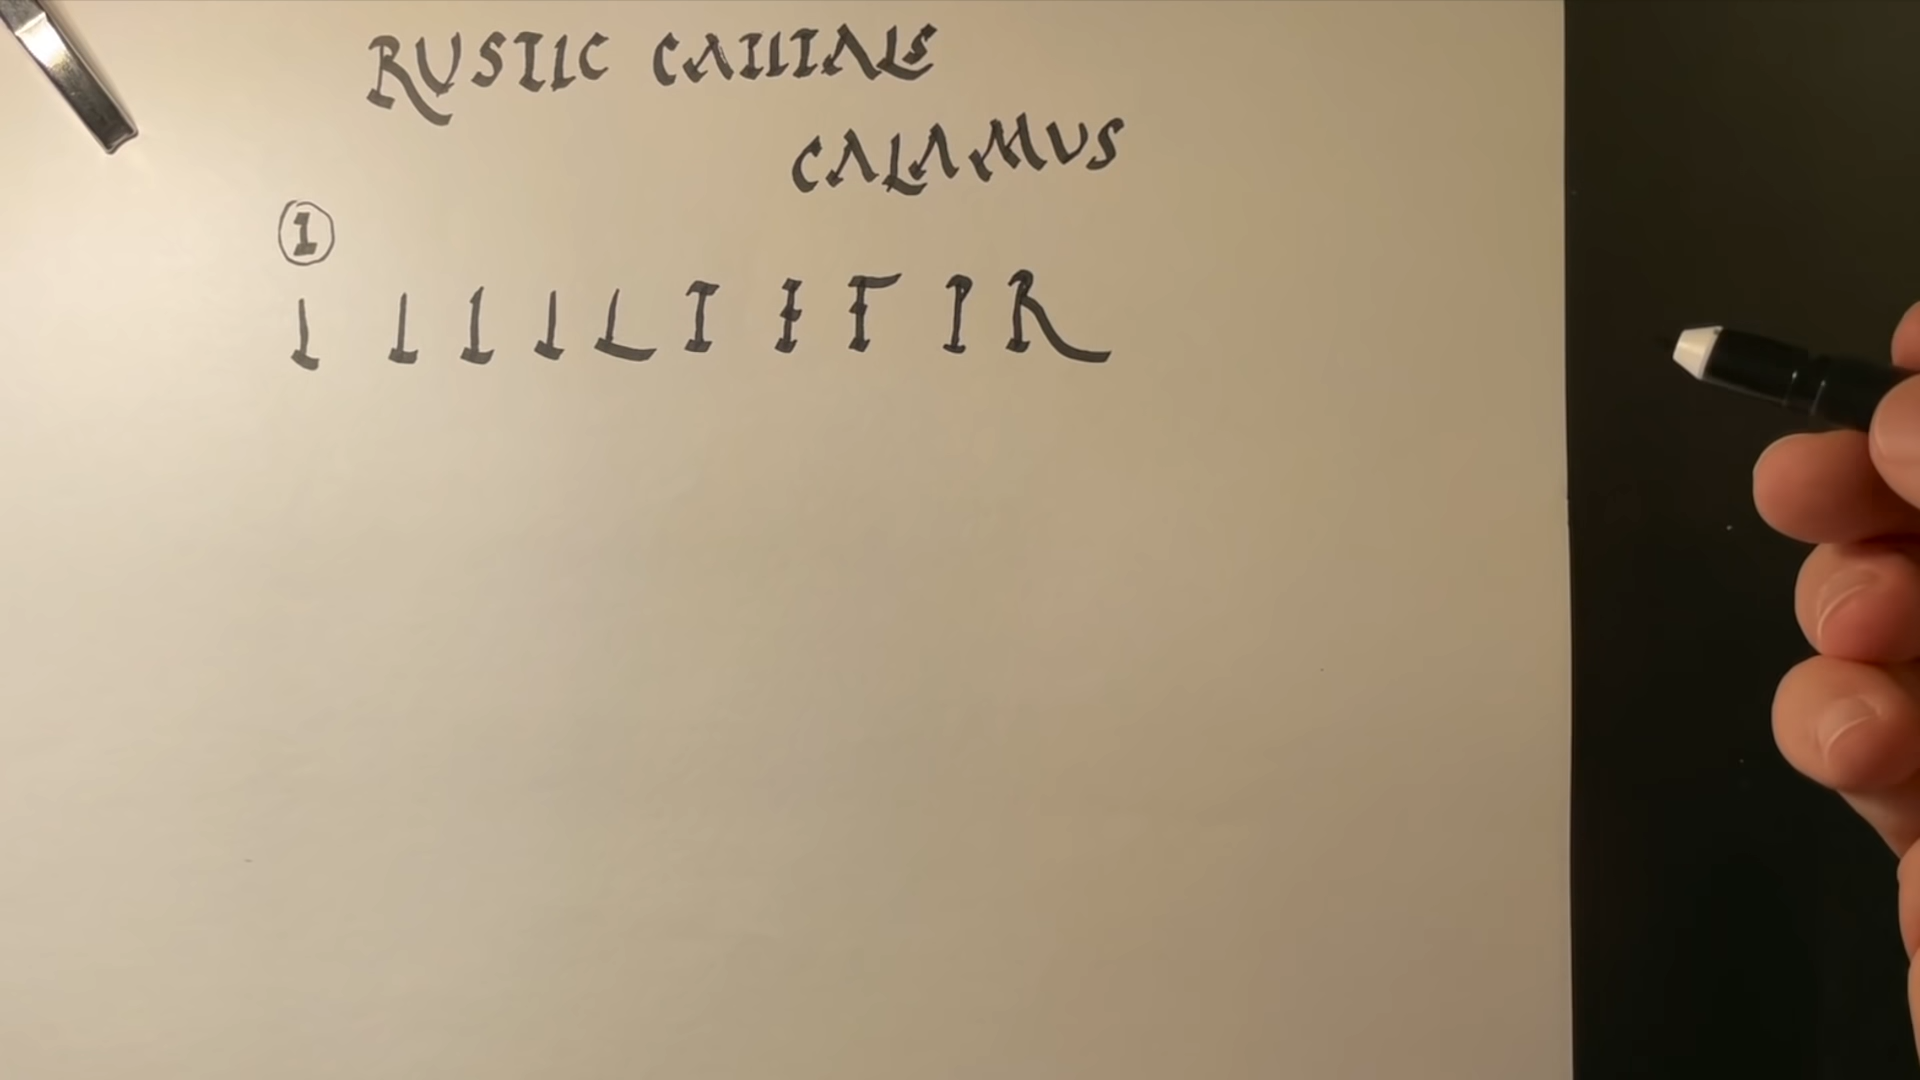 RUSTIC CAPITALS
CALAMUS
1
I I I I L T E F P R